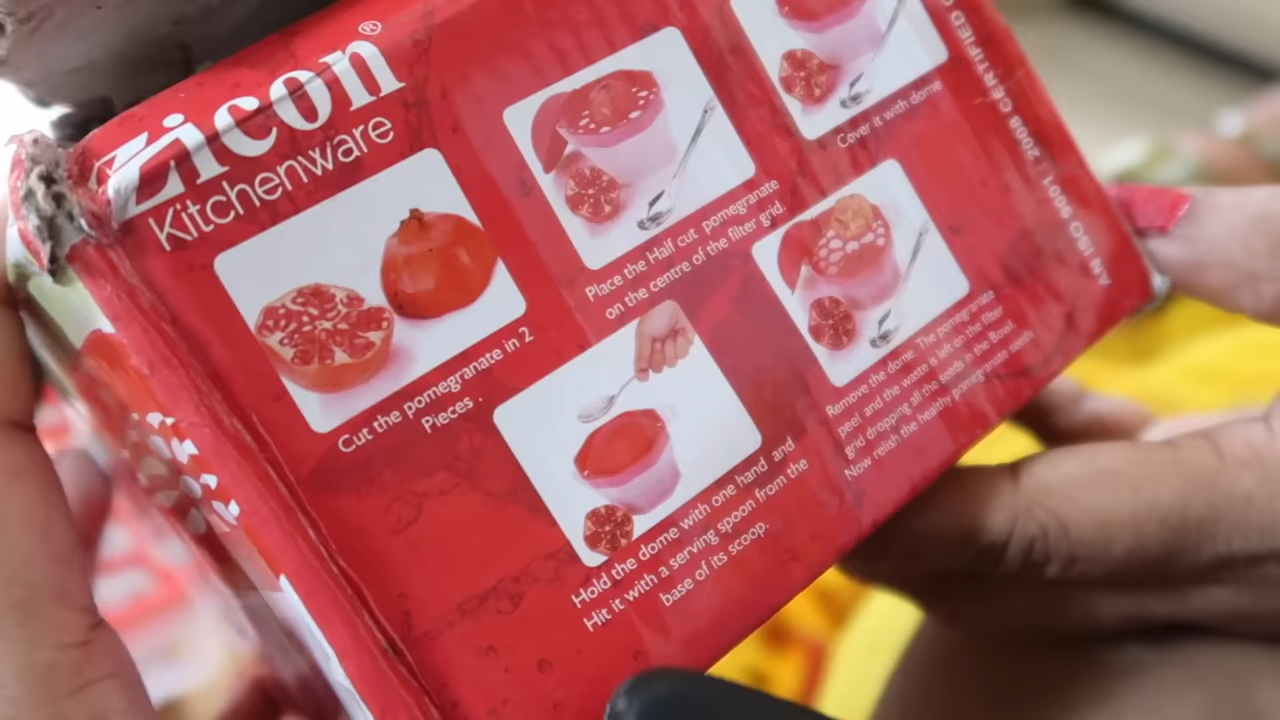 Zicon®
Kitchenware
Cut the pomegranate in 2
Pieces .
Place the Half cut pomegranate
on the centre of the filter grid.
Cover it with dome
Hold the dome with one hand and
Hit it with a serving spoon from the
base of its scoop.
Remove the dome. The pomegranate
peel and the waste is left on the filter
grid dropping all the seeds in the Bowl.
Now relish the healthy pomegranate seeds
AN ISO 9001 2008 CERTIFIED